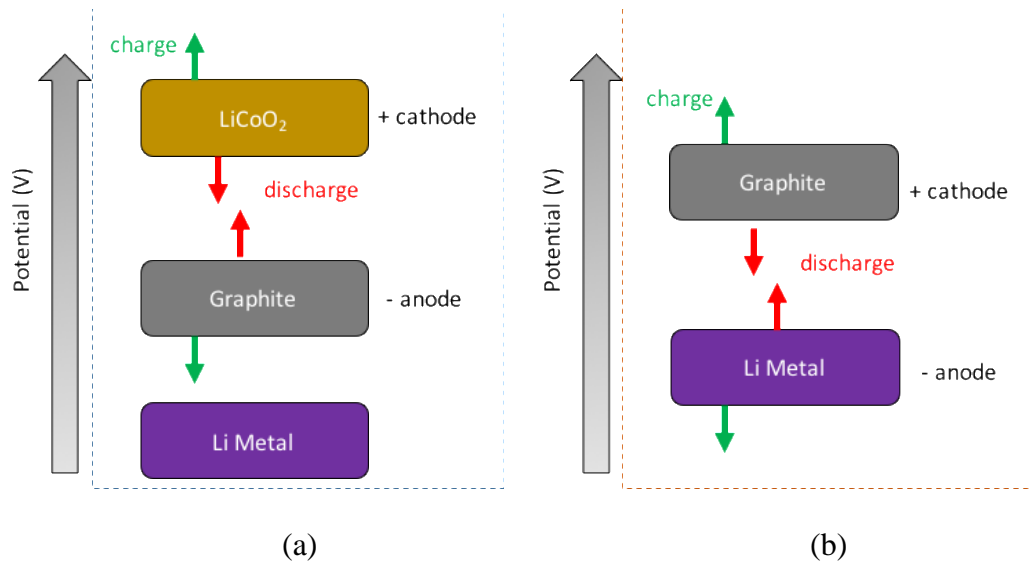 charge
LiCoO₂
+ cathode
discharge
Potential (V)
Graphite
- anode
Li Metal
(a)
charge
Graphite
+ cathode
Potential (V)
discharge
Li Metal
- anode
(b)